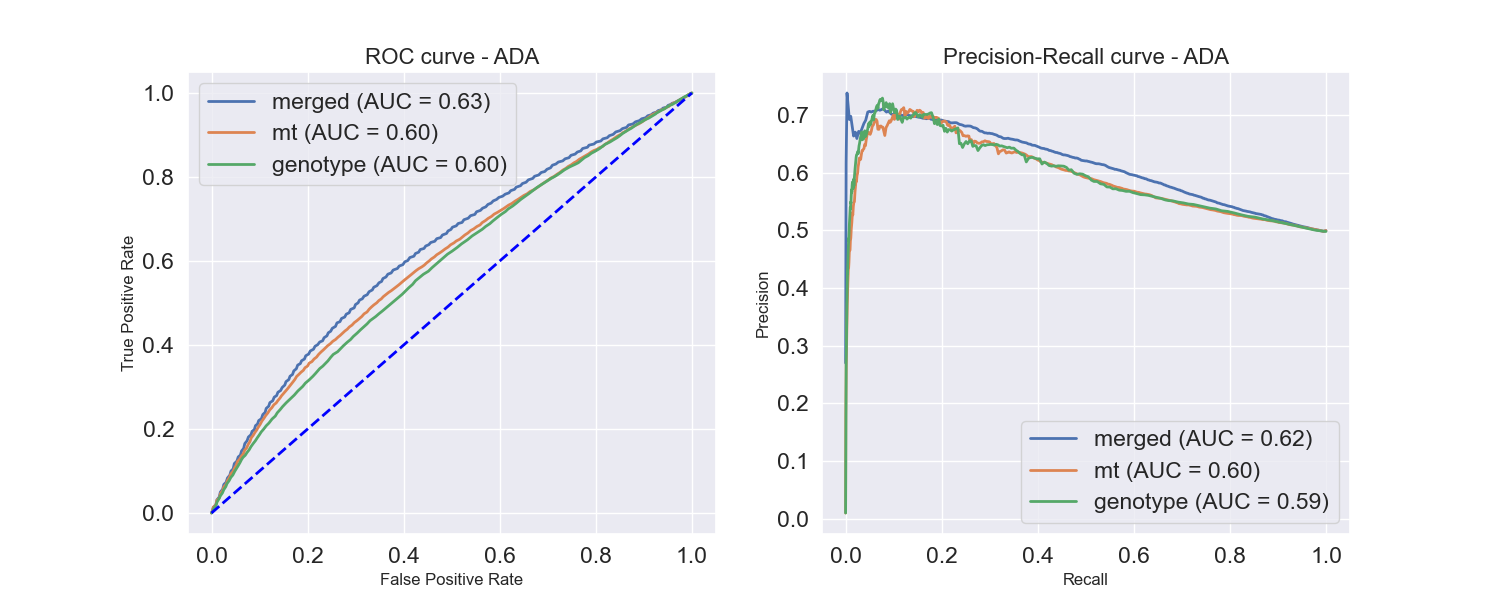 ROC curve - ADA
1.0
0.8
0.6
0.4
0.2
0.0
True Positive Rate
merged (AUC = 0.63)
mt (AUC = 0.60)
genotype (AUC = 0.60)
0.0 0.2 0.4 0.6 0.8 1.0
False Positive Rate
Precision-Recall curve - ADA
0.7
0.6
0.5
0.4
0.3
0.2
0.1
0.0
Precision
merged (AUC = 0.62)
mt (AUC = 0.60)
genotype (AUC = 0.59)
0.0 0.2 0.4 0.6 0.8 1.0
Recall